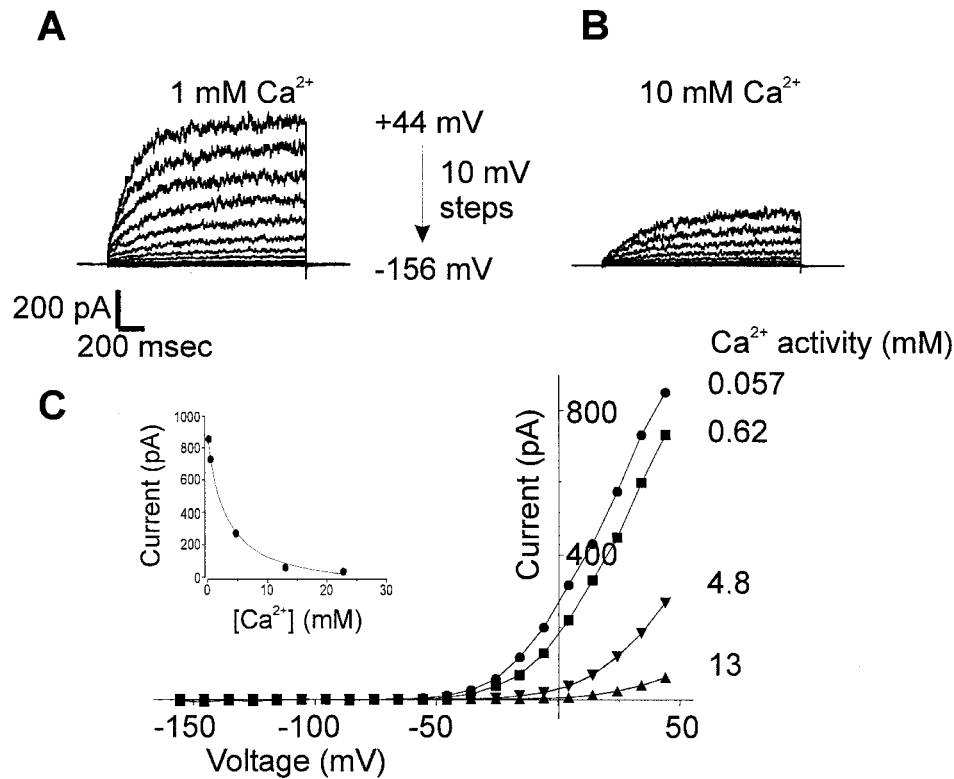 A
B
1 mM Ca²⁺
10 mM Ca²⁺
+44 mV
10 mV
steps
-156 mV
200 pA
200 msec
Ca²⁺ activity (mM)
0.057
0.62
4.8
13
C
Current (pA)
1000
800
600
400
200
0
0
10
20
30
[Ca²⁺] (mM)
Current (pA)
800
400
-150
-100
-50
50
Voltage (mV)